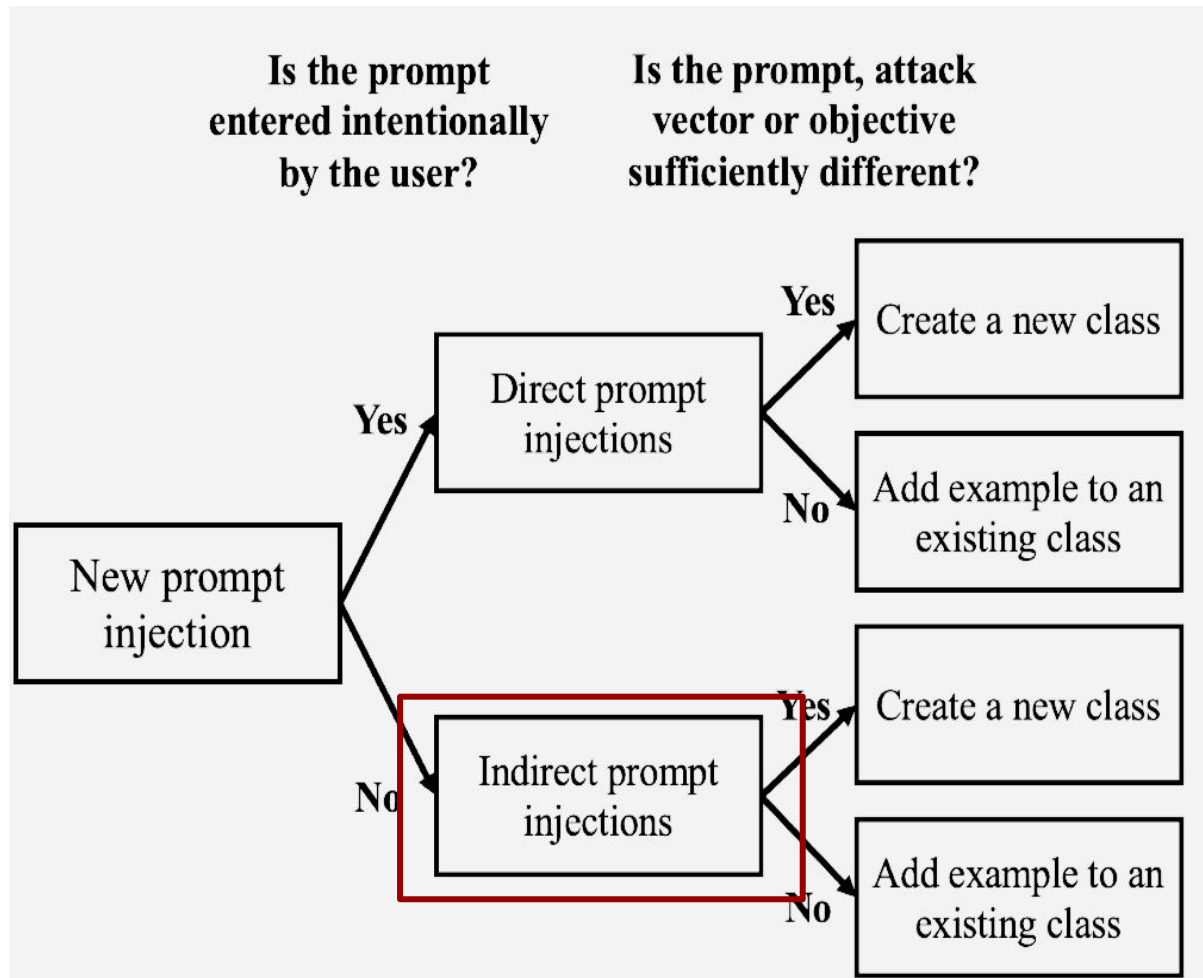 Is the prompt
entered intentionally
by the user?
Is the prompt, attack
vector or objective
sufficiently different?
Yes
Create a new class
Direct prompt
injections
Yes
No
Add example to an
existing class
New prompt
injection
Yes
Create a new class
Indirect prompt
injections
No
No
Add example to an
existing class